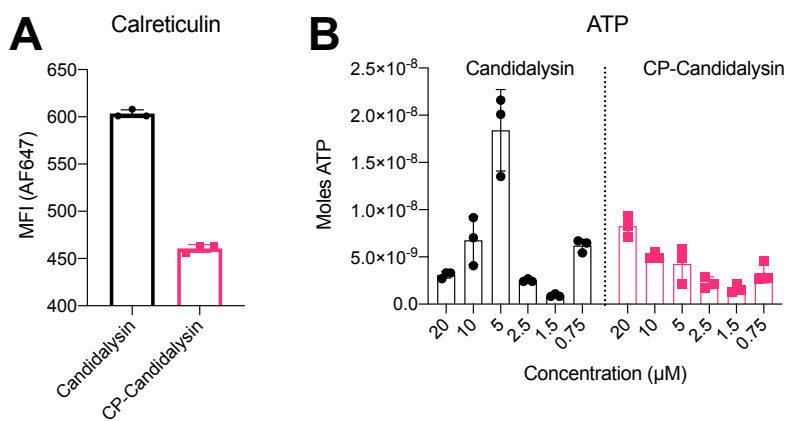 A
Calreticulin
MFI (AF647)
650
600
550
500
450
400
Candidalysin
CP-Candidalysin
B
ATP
Candidalysin
CP-Candidalysin
Moles ATP
2.5×10-8
2.0×10-8
1.5×10-8
1.0×10-8
5.0×10-9
0.0
20 10 5 2.5 1.5 0.75 20 10 5 2.5 1.5 0.75
Concentration (μM)